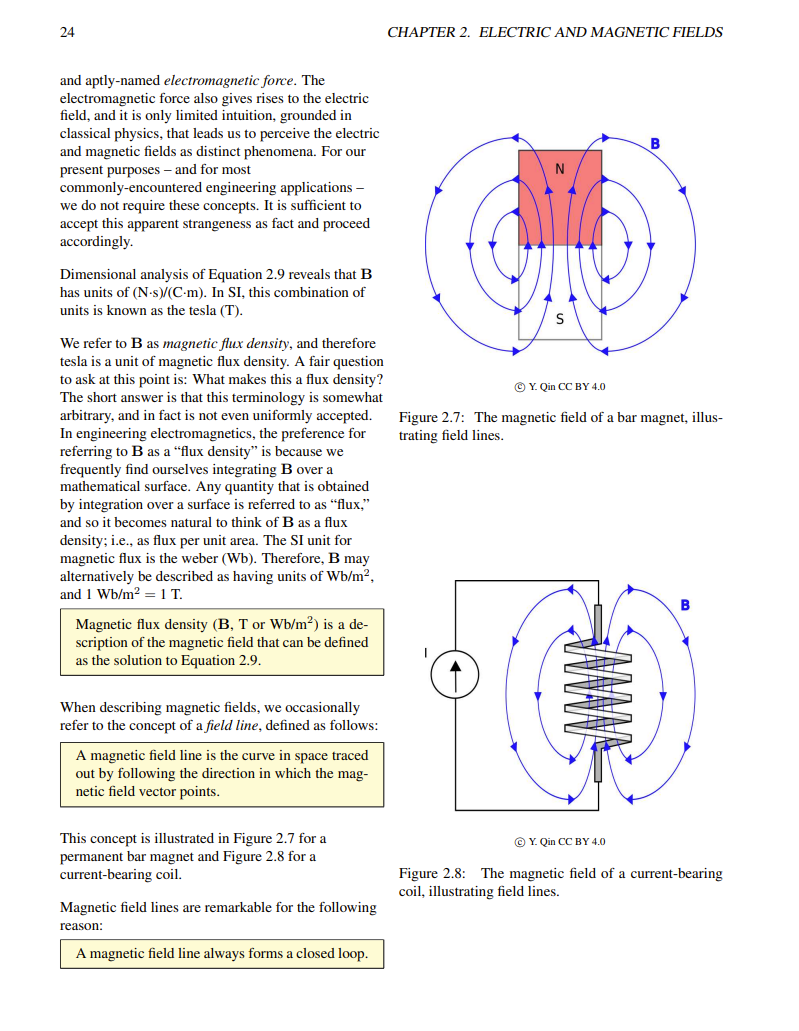 24
CHAPTER 2. ELECTRIC AND MAGNETIC FIELDS
and aptly-named electromagnetic force. The
electromagnetic force also gives rises to the electric
field, and it is only limited intuition, grounded in
classical physics, that leads us to perceive the electric
and magnetic fields as distinct phenomena. For our
present purposes – and for most
commonly-encountered engineering applications –
we do not require these concepts. It is sufficient to
accept this apparent strangeness as fact and proceed
accordingly.
Dimensional analysis of Equation 2.9 reveals that B
has units of (N·s)/(C·m). In SI, this combination of
units is known as the tesla (T).
We refer to B as magnetic flux density, and therefore
tesla is a unit of magnetic flux density. A fair question
to ask at this point is: What makes this a flux density?
The short answer is that this terminology is somewhat
arbitrary, and in fact is not even uniformly accepted.
In engineering electromagnetics, the preference for
referring to B as a “flux density” is because we
frequently find ourselves integrating B over a
mathematical surface. Any quantity that is obtained
by integration over a surface is referred to as “flux,”
and so it becomes natural to think of B as a flux
density; i.e., as flux per unit area. The SI unit for
magnetic flux is the weber (Wb). Therefore, B may
alternatively be described as having units of Wb/m²,
and 1 Wb/m² = 1 T.
Magnetic flux density (B, T or Wb/m²) is a de-
scription of the magnetic field that can be defined
as the solution to Equation 2.9.
When describing magnetic fields, we occasionally
refer to the concept of a field line, defined as follows:
A magnetic field line is the curve in space traced
out by following the direction in which the mag-
netic field vector points.
This concept is illustrated in Figure 2.7 for a
permanent bar magnet and Figure 2.8 for a
current-bearing coil.
Magnetic field lines are remarkable for the following
reason:
A magnetic field line always forms a closed loop.
B
N
S
© Y. Qin CC BY 4.0
Figure 2.7: The magnetic field of a bar magnet, illus-
trating field lines.
B
I
© Y. Qin CC BY 4.0
Figure 2.8: The magnetic field of a current-bearing
coil, illustrating field lines.